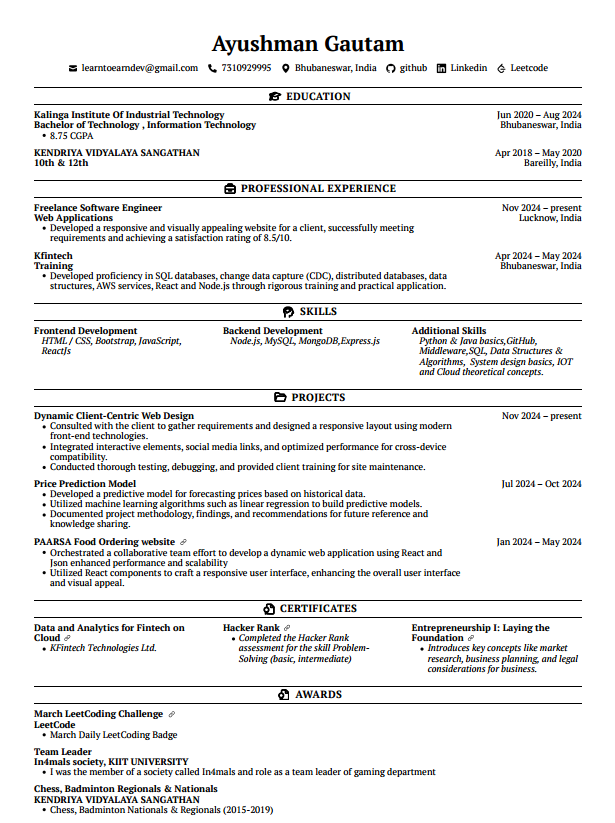 Ayushman Gautam
learntoearndev@gmail.com 7310929995 Bhubaneswar, India github Linkedin Leetcode
EDUCATION
Kalinga Institute Of Industrial Technology Jun 2020 – Aug 2024
Bachelor of Technology , Information Technology Bhubaneswar, India
• 8.75 CGPA
KENDRIYA VIDYALAYA SANGATHAN Apr 2018 – May 2020
10th & 12th Bareilly, India
PROFESSIONAL EXPERIENCE
Freelance Software Engineer Nov 2024 – present
Web Applications Lucknow, India
• Developed a responsive and visually appealing website for a client, successfully meeting
requirements and achieving a satisfaction rating of 8.5/10.
Kfintech Apr 2024 – May 2024
Training Bhubaneswar, India
• Developed proficiency in SQL databases, change data capture (CDC), distributed databases, data
structures, AWS services, React and Node.js through rigorous training and practical application.
SKILLS
Frontend Development
HTML / CSS, Bootstrap, JavaScript,
ReactJs
Backend Development
Node.js, MySQL, MongoDB,Express.js
Additional Skills
Python & Java basics,GitHub,
Middleware,SQL, Data Structures &
Algorithms, System design basics, IOT
and Cloud theoretical concepts.
PROJECTS
Dynamic Client-Centric Web Design Nov 2024 – present
• Consulted with the client to gather requirements and designed a responsive layout using modern
front-end technologies.
• Integrated interactive elements, social media links, and optimized performance for cross-device
compatibility.
• Conducted thorough testing, debugging, and provided client training for site maintenance.
Price Prediction Model Jul 2024 – Oct 2024
• Developed a predictive model for forecasting prices based on historical data.
• Utilized machine learning algorithms such as linear regression to build predictive models.
• Documented project methodology, findings, and recommendations for future reference and
knowledge sharing.
PAARSA Food Ordering website Jan 2024 – May 2024
• Orchestrated a collaborative team effort to develop a dynamic web application using React and
Json enhanced performance and scalability
• Utilized React components to craft a responsive user interface, enhancing the overall user interface
and visual appeal.
CERTIFICATES
Data and Analytics for Fintech on
Cloud
• KFintech Technologies Ltd.
Hacker Rank
• Completed the Hacker Rank
assessment for the skill Problem-
Solving (basic, intermediate)
Entrepreneurship I: Laying the
Foundation
• Introduces key concepts like market
research, business planning, and legal
considerations for business.
AWARDS
March LeetCoding Challenge
LeetCode
• March Daily LeetCoding Badge
Team Leader
In4mals society, KIIT UNIVERSITY
• I was the member of a society called In4mals and role as a team leader of gaming department
Chess, Badminton Regionals & Nationals
KENDRIYA VIDYALAYA SANGATHAN
• Chess, Badminton Nationals & Regionals (2015-2019)